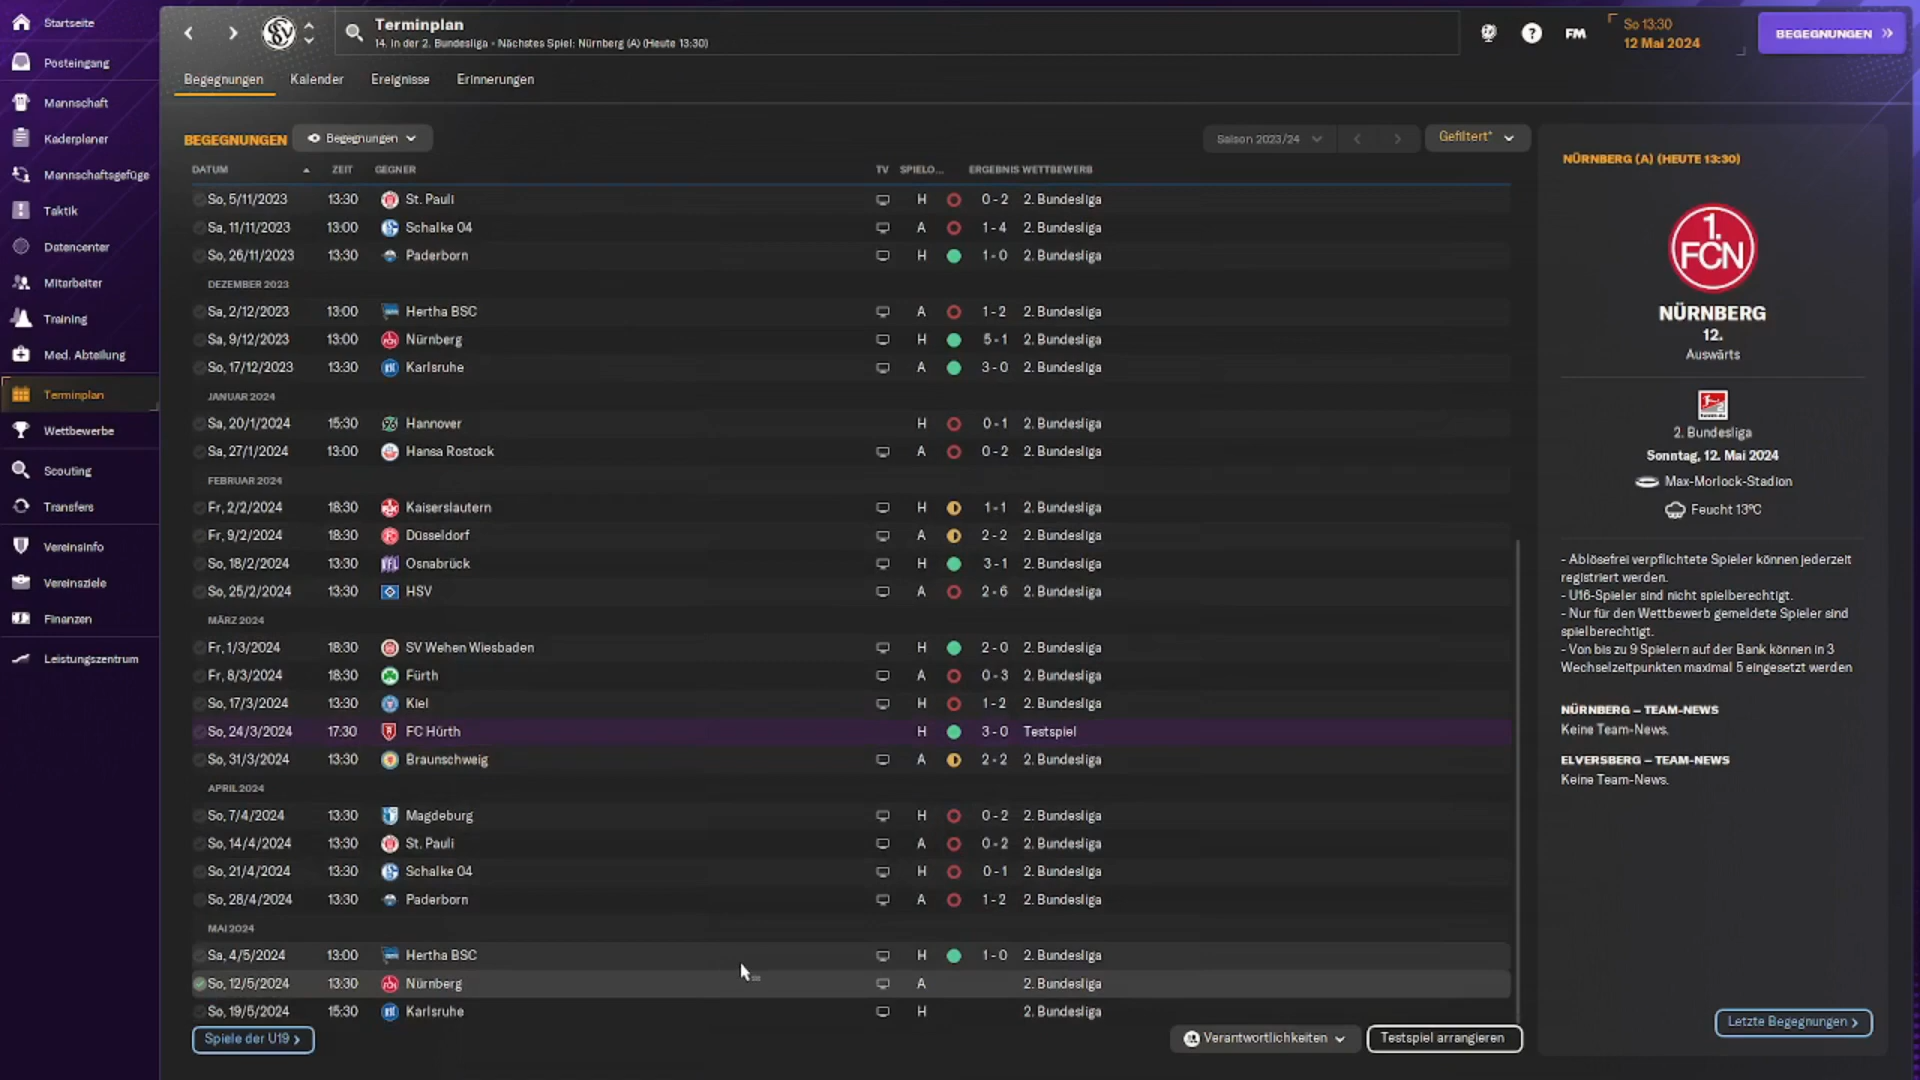 Startseite
Posteingang
Mannschaft
Kaderplaner
Mannschaftsgefüge
Taktik
Datencenter
Mitarbeiter
Training
Med. Abteilung
Terminplan
Wettbewerbe
Scouting
Transfers
Vereinsinfo
Vereinsziele
Finanzen
Leistungszentrum
Terminplan
14. in der 2. Bundesliga - Nächstes Spiel: Nürnberg (A) (Heute 13:30)
FM
So 13:30
12 Mai 2024
BEGEGNUNGEN
Begegnungen Kalender Ereignisse Erinnerungen
BEGEGNUNGEN Begegnungen Saison 2023/24 Gefiltert*
DATUM ZEIT GEGNER TV SPIELO... ERGEBNIS WETTBEWERB
So, 5/11/2023 13:30 St. Pauli H 0 - 2 2. Bundesliga
Sa, 11/11/2023 13:00 Schalke 04 A 1 - 4 2. Bundesliga
So, 26/11/2023 13:30 Paderborn H 1 - 0 2. Bundesliga
DEZEMBER 2023
Sa, 2/12/2023 13:00 Hertha BSC A 1 - 2 2. Bundesliga
Sa, 9/12/2023 13:00 Nürnberg H 5 - 1 2. Bundesliga
So, 17/12/2023 13:30 Karlsruhe A 3 - 0 2. Bundesliga
JANUAR 2024
Sa, 20/1/2024 15:30 Hannover H 0 - 1 2. Bundesliga
Sa, 27/1/2024 13:00 Hansa Rostock A 0 - 2 2. Bundesliga
FEBRUAR 2024
Fr, 2/2/2024 18:30 Kaiserslautern H 1 - 1 2. Bundesliga
Fr, 9/2/2024 18:30 Düsseldorf A 2 - 2 2. Bundesliga
So, 18/2/2024 13:30 Osnabrück H 3 - 1 2. Bundesliga
So, 25/2/2024 13:30 HSV A 2 - 6 2. Bundesliga
MÄRZ 2024
Fr, 1/3/2024 18:30 SV Wehen Wiesbaden H 2 - 0 2. Bundesliga
Fr, 8/3/2024 18:30 Fürth A 0 - 3 2. Bundesliga
So, 17/3/2024 13:30 Kiel H 1 - 2 2. Bundesliga
So, 24/3/2024 17:30 FC Hürth H 3 - 0 Testspiel
So, 31/3/2024 13:30 Braunschweig A 2 - 2 2. Bundesliga
APRIL 2024
So, 7/4/2024 13:30 Magdeburg H 0 - 2 2. Bundesliga
So, 14/4/2024 13:30 St. Pauli A 0 - 2 2. Bundesliga
So, 21/4/2024 13:30 Schalke 04 H 0 - 1 2. Bundesliga
So, 28/4/2024 13:30 Paderborn A 1 - 2 2. Bundesliga
MAI 2024
Sa, 4/5/2024 13:00 Hertha BSC H 1 - 0 2. Bundesliga
So, 12/5/2024 13:30 Nürnberg A 2. Bundesliga
So, 19/5/2024 15:30 Karlsruhe H 2. Bundesliga
Spiele der U19 Verantwortlichkeiten Testspiel arrangieren
NÜRNBERG (A) (HEUTE 13:30)
1.
FCN
NÜRNBERG
12.
Auswärts
2. Bundesliga
Sonntag, 12. Mai 2024
Max-Morlock-Stadion
Feucht 13°C
- Ablösefrei verpflichtete Spieler können jederzeit
registriert werden.
- U16-Spieler sind nicht spielberechtigt.
- Nur für den Wettbewerb gemeldete Spieler sind
spielberechtigt.
- Von bis zu 9 Spielern auf der Bank können in 3
Wechselzeitpunkten maximal 5 eingesetzt werden
NÜRNBERG – TEAM-NEWS
Keine Team-News.
ELVERSBERG – TEAM-NEWS
Keine Team-News.
Letzte Begegnungen